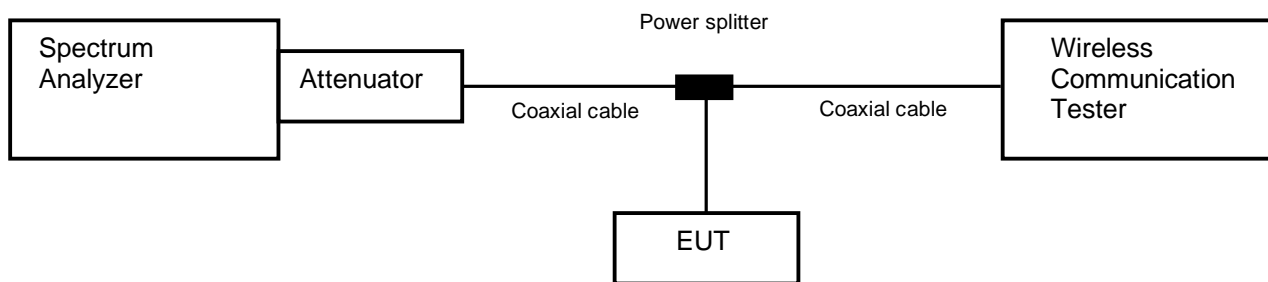 Power splitter
Spectrum
Analyzer
Attenuator
Coaxial cable
Coaxial cable
Wireless
Communication
Tester
EUT